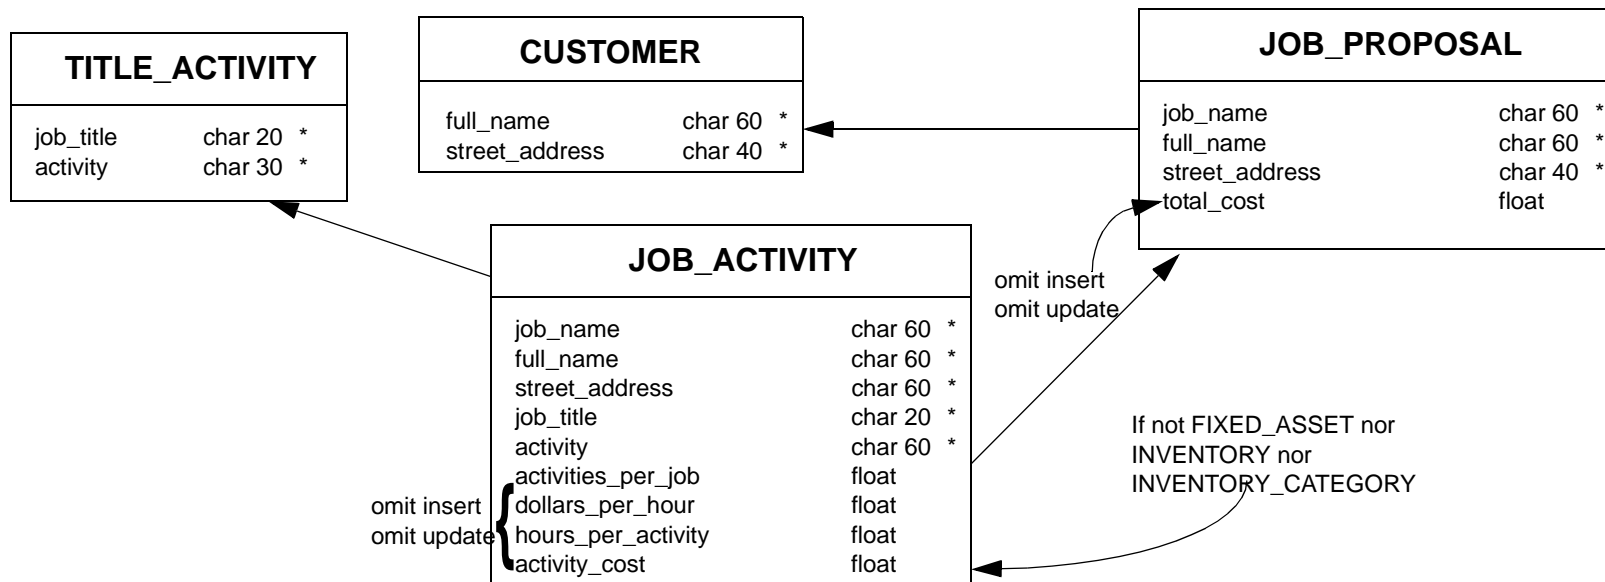 TITLE_ACTIVITY
job_title char 20 *
activity char 30 *
CUSTOMER
full_name char 60 *
street_address char 40 *
JOB_PROPOSAL
job_name char 60 *
full_name char 60 *
street_address char 40 *
total_cost float
omit insert
omit update
JOB_ACTIVITY
job_name char 60 *
full_name char 60 *
street_address char 60 *
job_title char 20 *
activity char 60 *
activities_per_job float
dollars_per_hour float
hours_per_activity float
activity_cost float
omit insert
omit update
{
If not FIXED_ASSET nor
INVENTORY nor
INVENTORY_CATEGORY